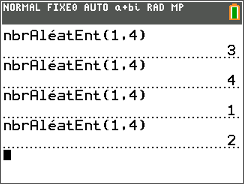 NORMAL FIXE0 AUTO a+bi RAD MP
nbrAléatEnt(1,4)
3
nbrAléatEnt(1,4)
4
nbrAléatEnt(1,4)
1
nbrAléatEnt(1,4)
2